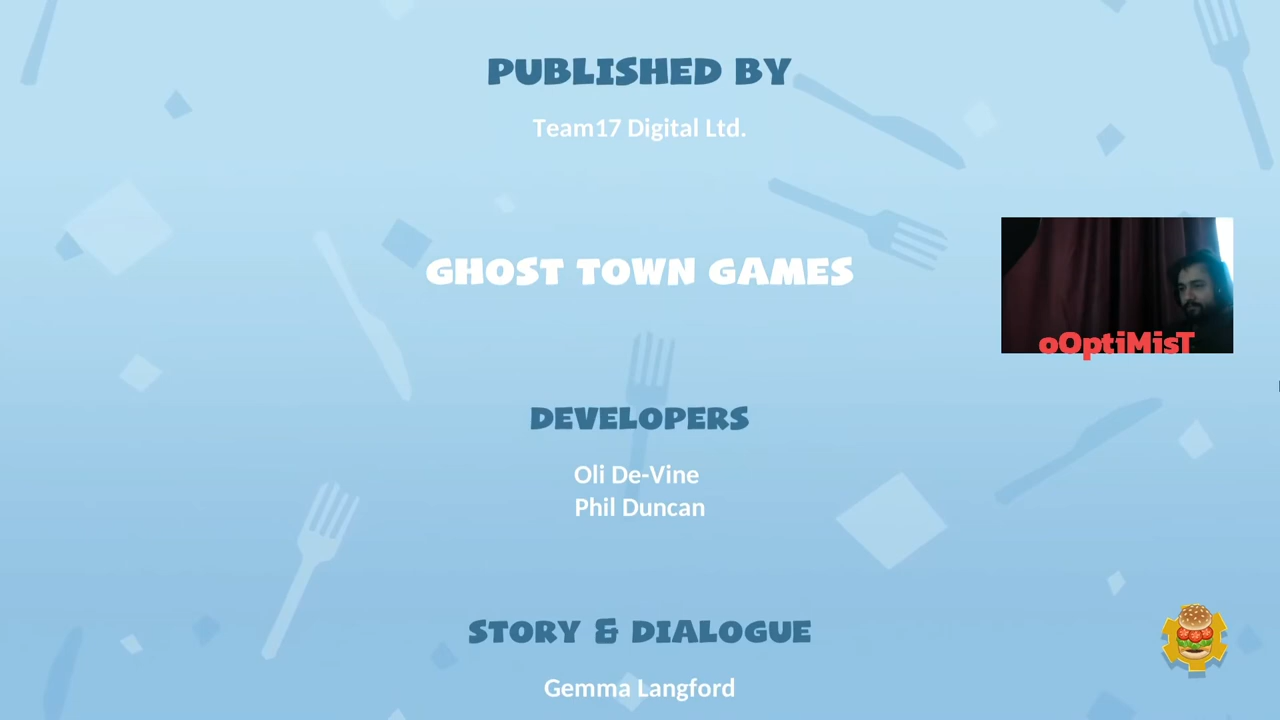 PUBLISHED BY
Team17 Digital Ltd.
GHOST TOWN GAMES
oOptiMisT
DEVELOPERS
Oli De-Vine
Phil Duncan
STORY & DIALOGUE
Gemma Langford